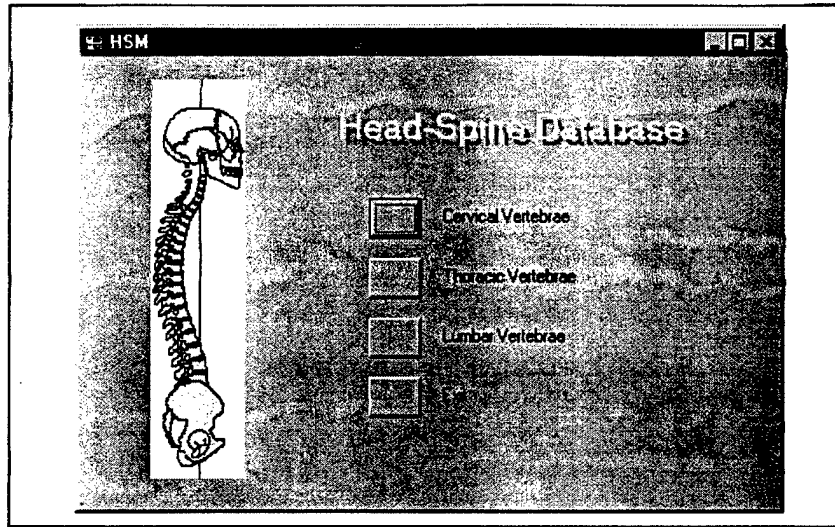 HSM
Head-Spine Database
Cervical Vertebrae
Thoracic Vertebrae
Lumbar Vertebrae